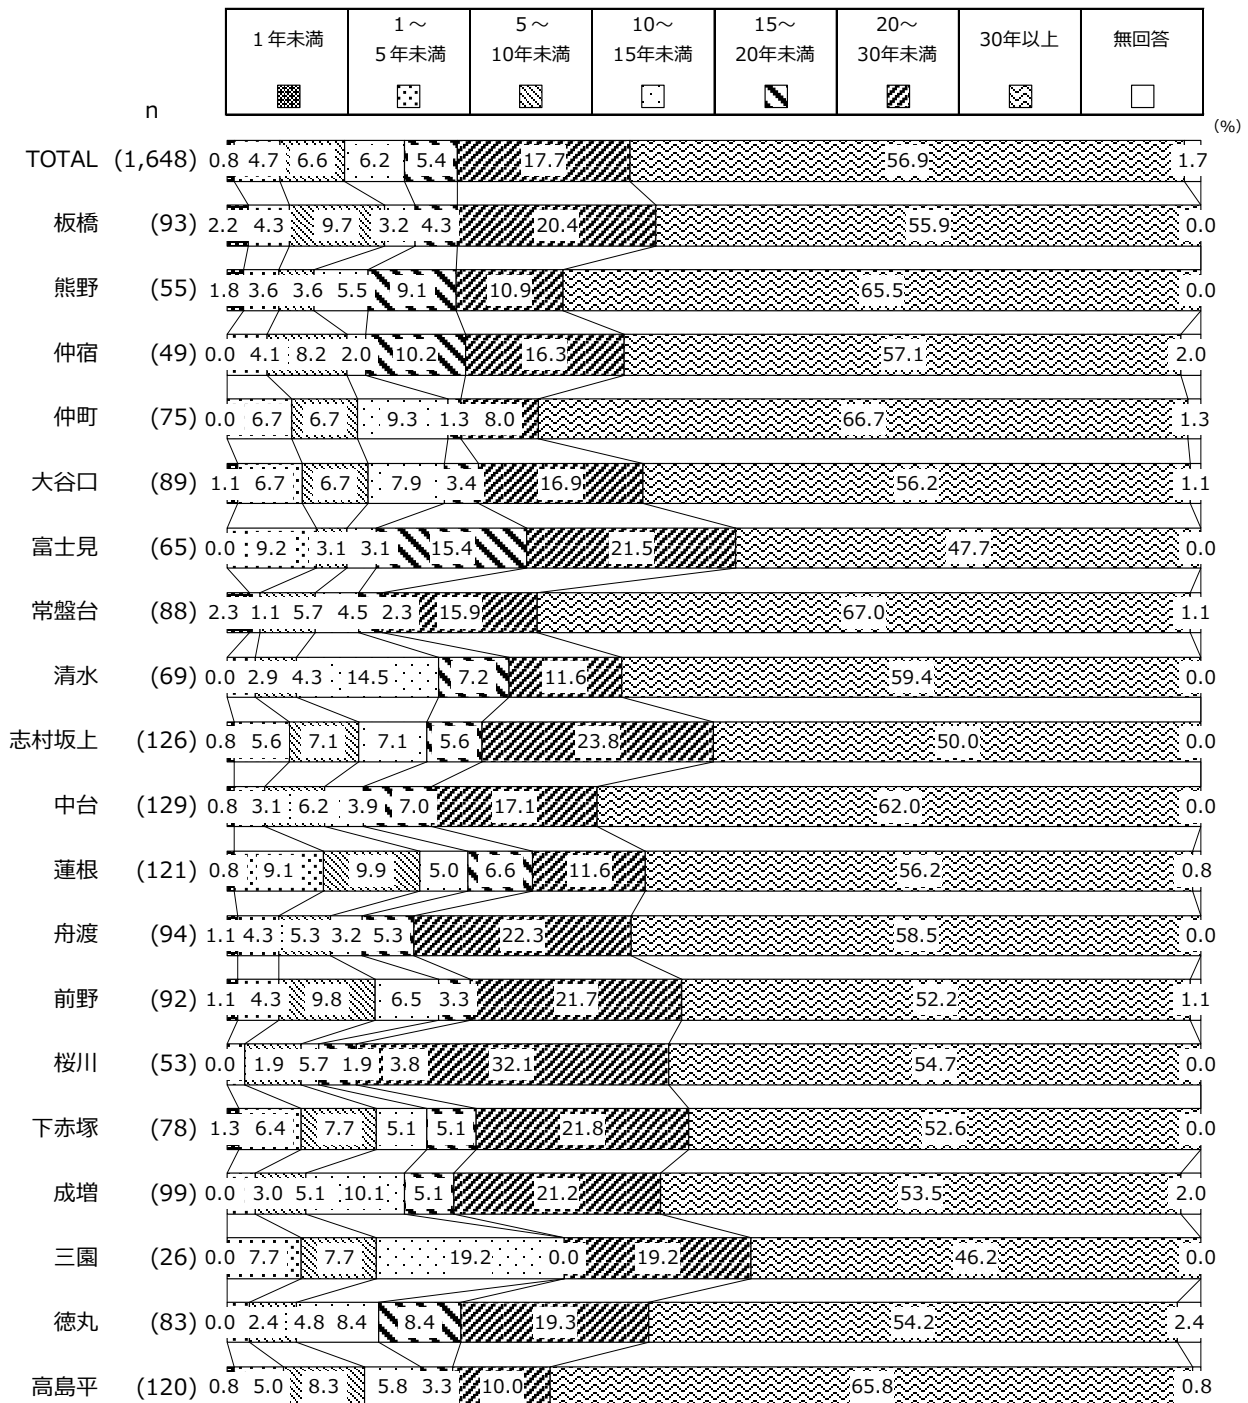 1年未満 1～ 5年未満 5～ 10年未満 10～ 15年未満 15～ 20年未満 20～ 30年未満 30年以上 無回答
n
(%)
TOTAL (1,648) 0.8 4.7 6.6 6.2 5.4 17.7 56.9 1.7
板橋 (93) 2.2 4.3 9.7 3.2 4.3 20.4 55.9 0.0
熊野 (55) 1.8 3.6 3.6 5.5 9.1 10.9 65.5 0.0
仲宿 (49) 0.0 4.1 8.2 2.0 10.2 16.3 57.1 2.0
仲町 (75) 0.0 6.7 6.7 9.3 1.3 8.0 66.7 1.3
大谷口 (89) 1.1 6.7 6.7 7.9 3.4 16.9 56.2 1.1
富士見 (65) 0.0 9.2 3.1 3.1 15.4 21.5 47.7 0.0
常盤台 (88) 2.3 1.1 5.7 4.5 2.3 15.9 67.0 1.1
清水 (69) 0.0 2.9 4.3 14.5 7.2 11.6 59.4 0.0
志村坂上 (126) 0.8 5.6 7.1 7.1 5.6 23.8 50.0 0.0
中台 (129) 0.8 3.1 6.2 3.9 7.0 17.1 62.0 0.0
蓮根 (121) 0.8 9.1 9.9 5.0 6.6 11.6 56.2 0.8
舟渡 (94) 1.1 4.3 5.3 3.2 5.3 22.3 58.5 0.0
前野 (92) 1.1 4.3 9.8 6.5 3.3 21.7 52.2 1.1
桜川 (53) 0.0 1.9 5.7 1.9 3.8 32.1 54.7 0.0
下赤塚 (78) 1.3 6.4 7.7 5.1 5.1 21.8 52.6 0.0
成増 (99) 0.0 3.0 5.1 10.1 5.1 21.2 53.5 2.0
三園 (26) 0.0 7.7 7.7 19.2 0.0 19.2 46.2 0.0
徳丸 (83) 0.0 2.4 4.8 8.4 8.4 19.3 54.2 2.4
高島平 (120) 0.8 5.0 8.3 5.8 3.3 10.0 65.8 0.8